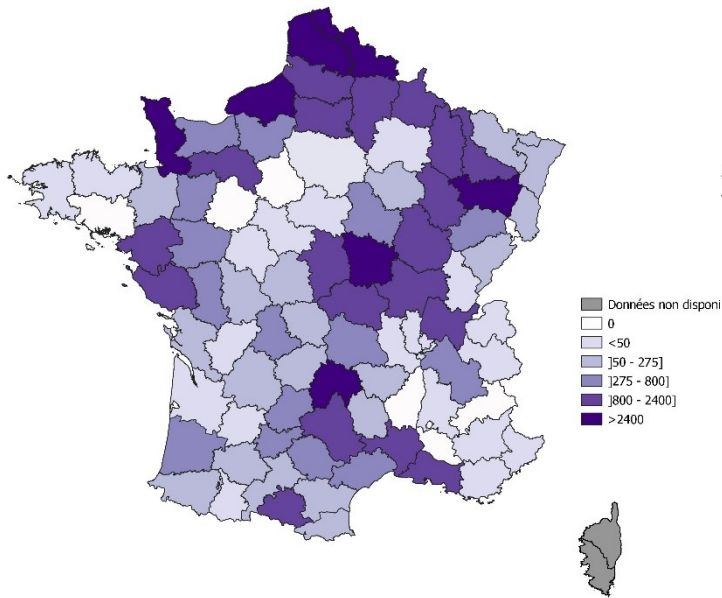 Données non disponi
0
<50
]50 - 275]
]275 - 800]
]800 - 2400]
>2400